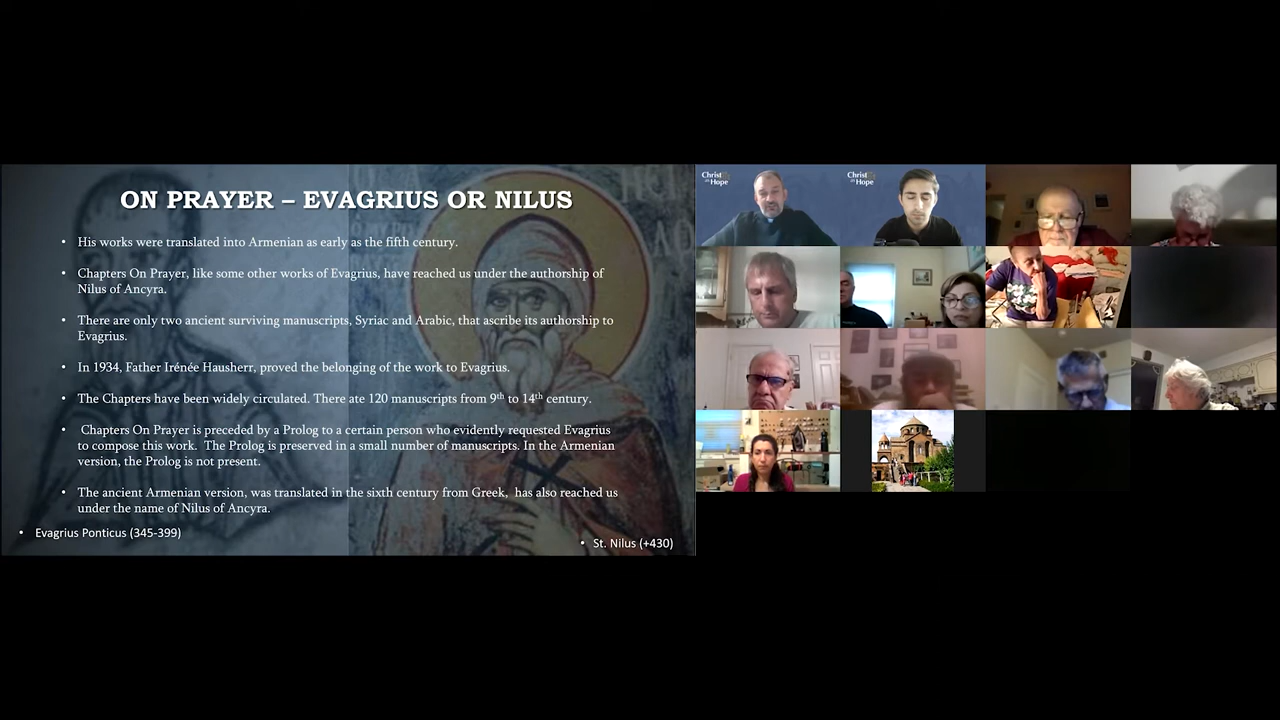 ON PRAYER – EVAGRIUS OR NILUS
• His works were translated into Armenian as early as the fifth century.
• Chapters On Prayer, like some other works of Evagrius, have reached us under the authorship of
Nilus of Ancyra.
• There are only two ancient surviving manuscripts, Syriac and Arabic, that ascribe its authorship to
Evagrius.
• In 1934, Father Irénée Hausherr, proved the belonging of the work to Evagrius.
• The Chapters have been widely circulated. There ate 120 manuscripts from 9th to 14th century.
• Chapters On Prayer is preceded by a Prolog to a certain person who evidently requested Evagrius
to compose this work. The Prolog is preserved in a small number of manuscripts. In the Armenian
version, the Prolog is not present.
• The ancient Armenian version, was translated in the sixth century from Greek, has also reached us
under the name of Nilus of Ancyra.
• Evagrius Ponticus (345-399)
• St. Nilus (+430)
Christ
Hope
Christ
Hope